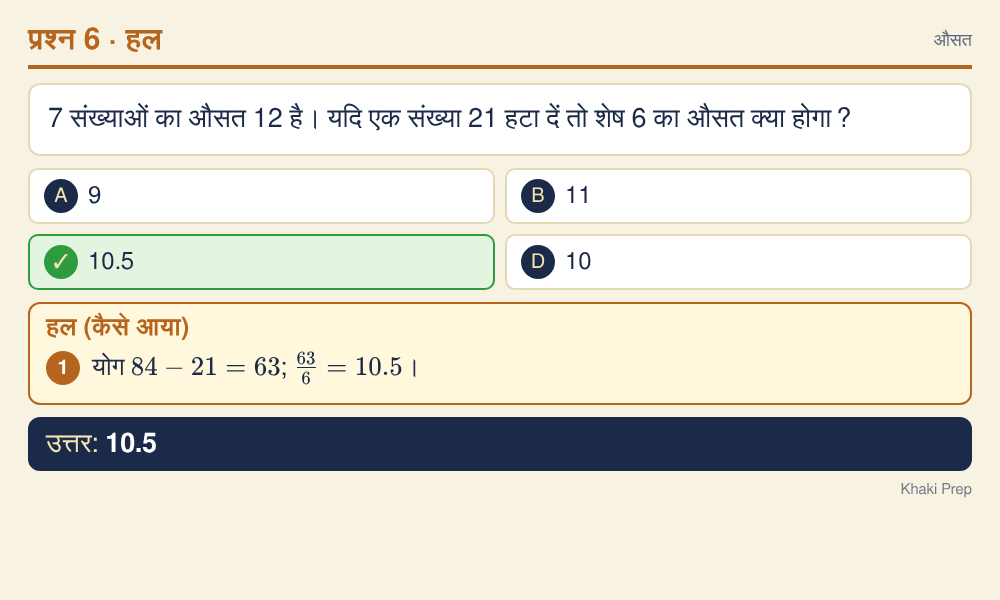 प्रश्न 6 · हल
औसत
7 संख्याओं का औसत 12 है। यदि एक संख्या 21 हटा दें तो शेष 6 का औसत क्या होगा ?
A 9
B 11
✓ 10.5
D 10
हल (कैसे आया)
1 योग 84 − 21 = 63; 63/6 = 10.5।
उत्तर: 10.5
Khaki Prep